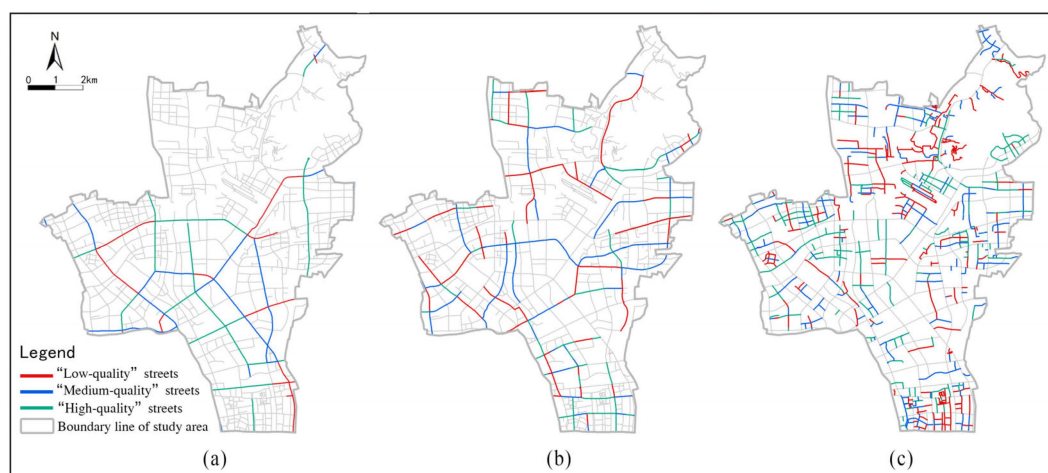 N
0 1 2km
Legend
“Low-quality” streets
“Medium-quality” streets
“High-quality” streets
Boundary line of study area
(a) (b) (c)